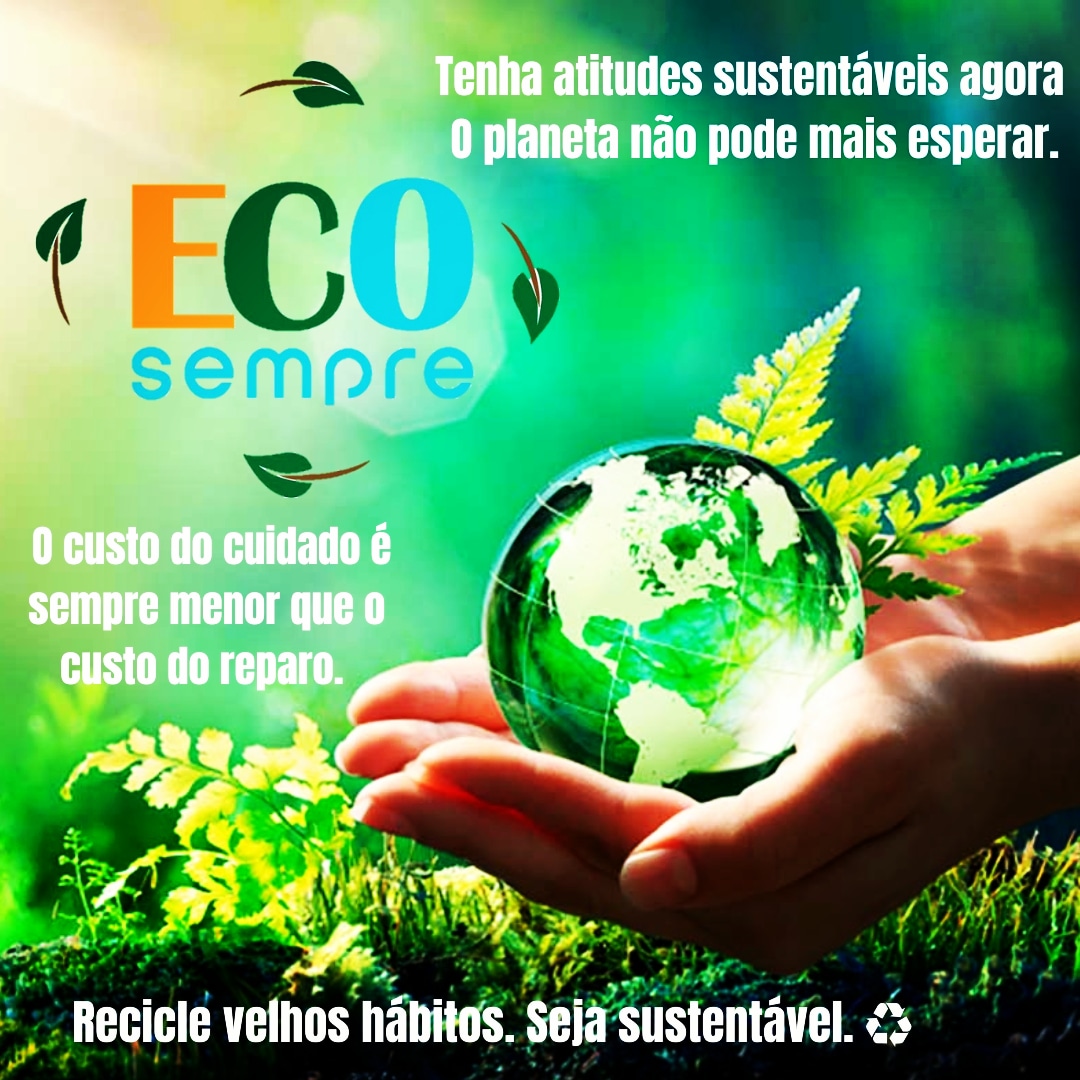 Tenha atitudes sustentáveis agora
O planeta não pode mais esperar.
ECO
sempre
O custo do cuidado é
sempre menor que o
custo do reparo.
Recicle velhos hábitos. Seja sustentável. ♻